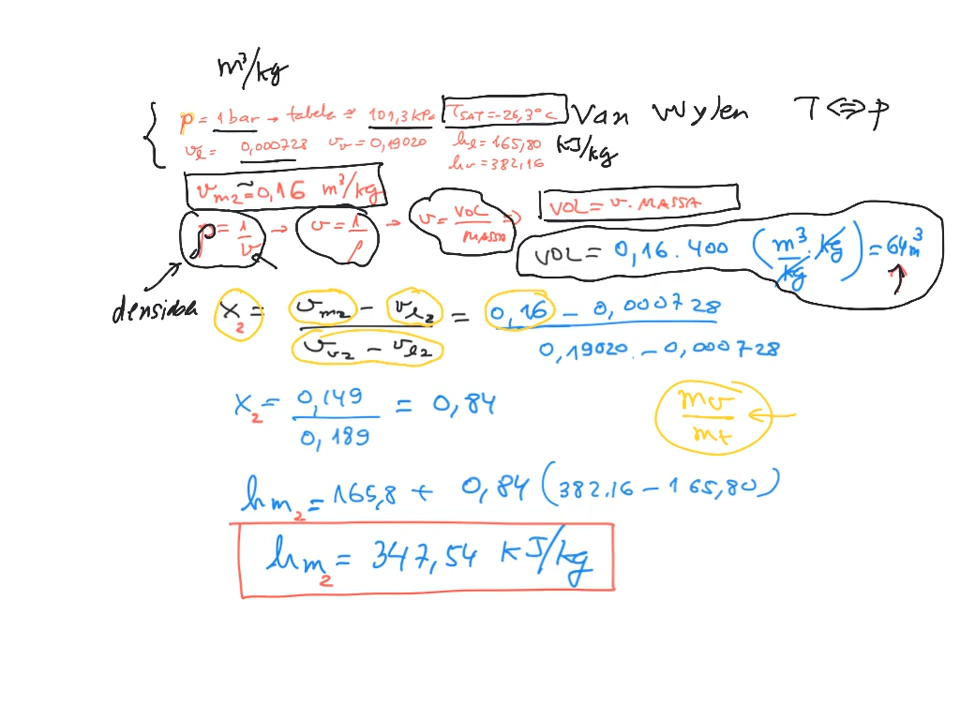 m³/kg
p = 1 bar → tabela ≅ 101,3 kPa TSAT = -26,3°C Van Wylen T ⇔ p
vl = 0,000728 vv = 0,19020 hl = 165,80 kJ/kg
hv = 382,16
vm2 ≅ 0,16 m³/kg
ρ = 1/v → v = 1/ρ → v = VOL/MASSA ⇒ VOL = v. MASSA
VOL = 0,16 . 400 (m³/kg . kg) = 64 m³
densidade x2 = (vm2 - vl2)/(vv2 - vl2) = (0,16 - 0,000728)/(0,19020 - 0,000728)
x2 = 0,149/0,189 = 0,84
mv/mt ←
hm2 = 165,8 + 0,84 (382,16 - 165,80)
hm2 = 347,54 kJ/kg